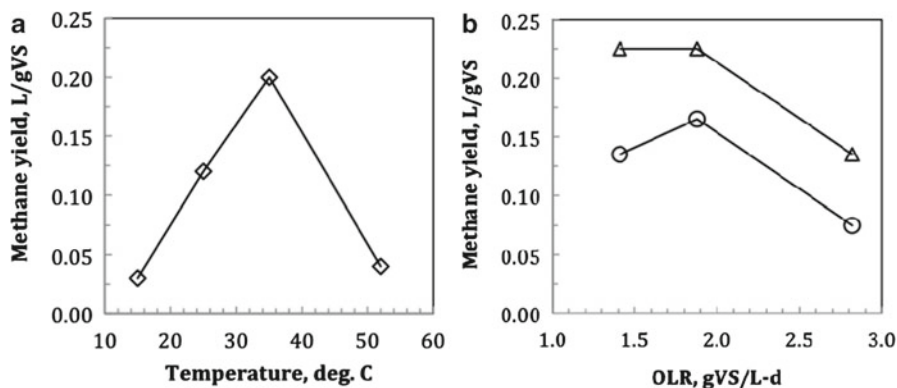 a
0.25
0.20
0.15
0.10
0.05
0.00
Methane yield, L/gVS
0 10 20 30 40 50 60
Temperature, deg. C
b
0.25
0.20
0.15
0.10
0.05
0.00
Methane yield, L/gVS
1.0 1.5 2.0 2.5 3.0
OLR, gVS/L-d